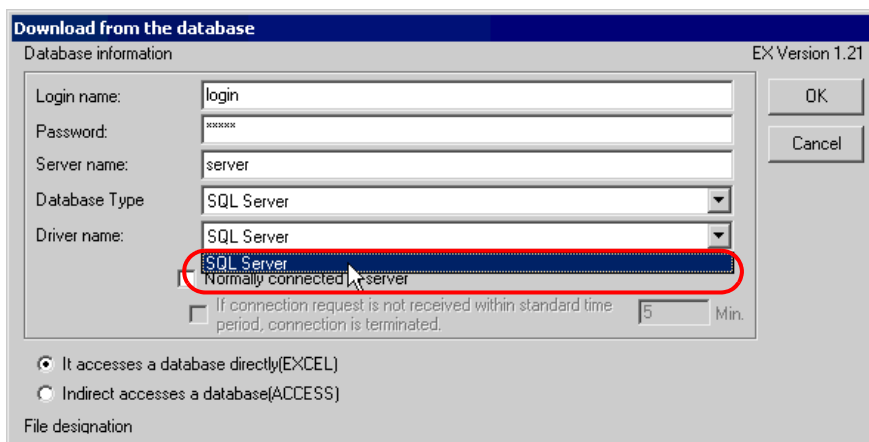 Download from the database
Database information
EX Version 1.21
Login name:
login
OK
Password:
*****
Cancel
Server name:
server
Database Type
SQL Server
Driver name:
SQL Server
SQL Server
Normally connected server
If connection request is not received within standard time
period, connection is terminated.
5
Min.
It accesses a database directly(EXCEL)
Indirect accesses a database(ACCESS)
File designation